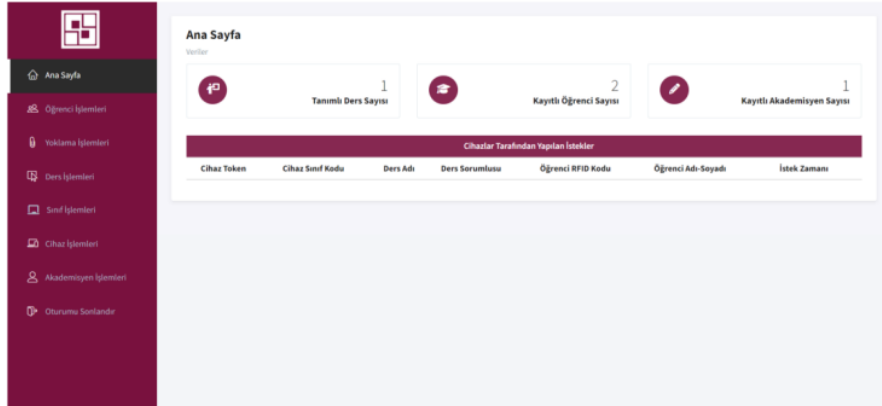 Ana Sayfa
Öğrenci İşlemleri
Yoklama İşlemleri
Ders İşlemleri
Sınıf İşlemleri
Cihaz İşlemleri
Akademisyen İşlemleri
Oturumu Sonlandır
Ana Sayfa
Veriler
1
Tanımlı Ders Sayısı
2
Kayıtlı Öğrenci Sayısı
1
Kayıtlı Akademisyen Sayısı
Cihazlar Tarafından Yapılan İstekler
Cihaz Token Cihaz Sınıf Kodu Ders Adı Ders Sorumlusu Öğrenci RFID Kodu Öğrenci Adı-Soyadı İstek Zamanı